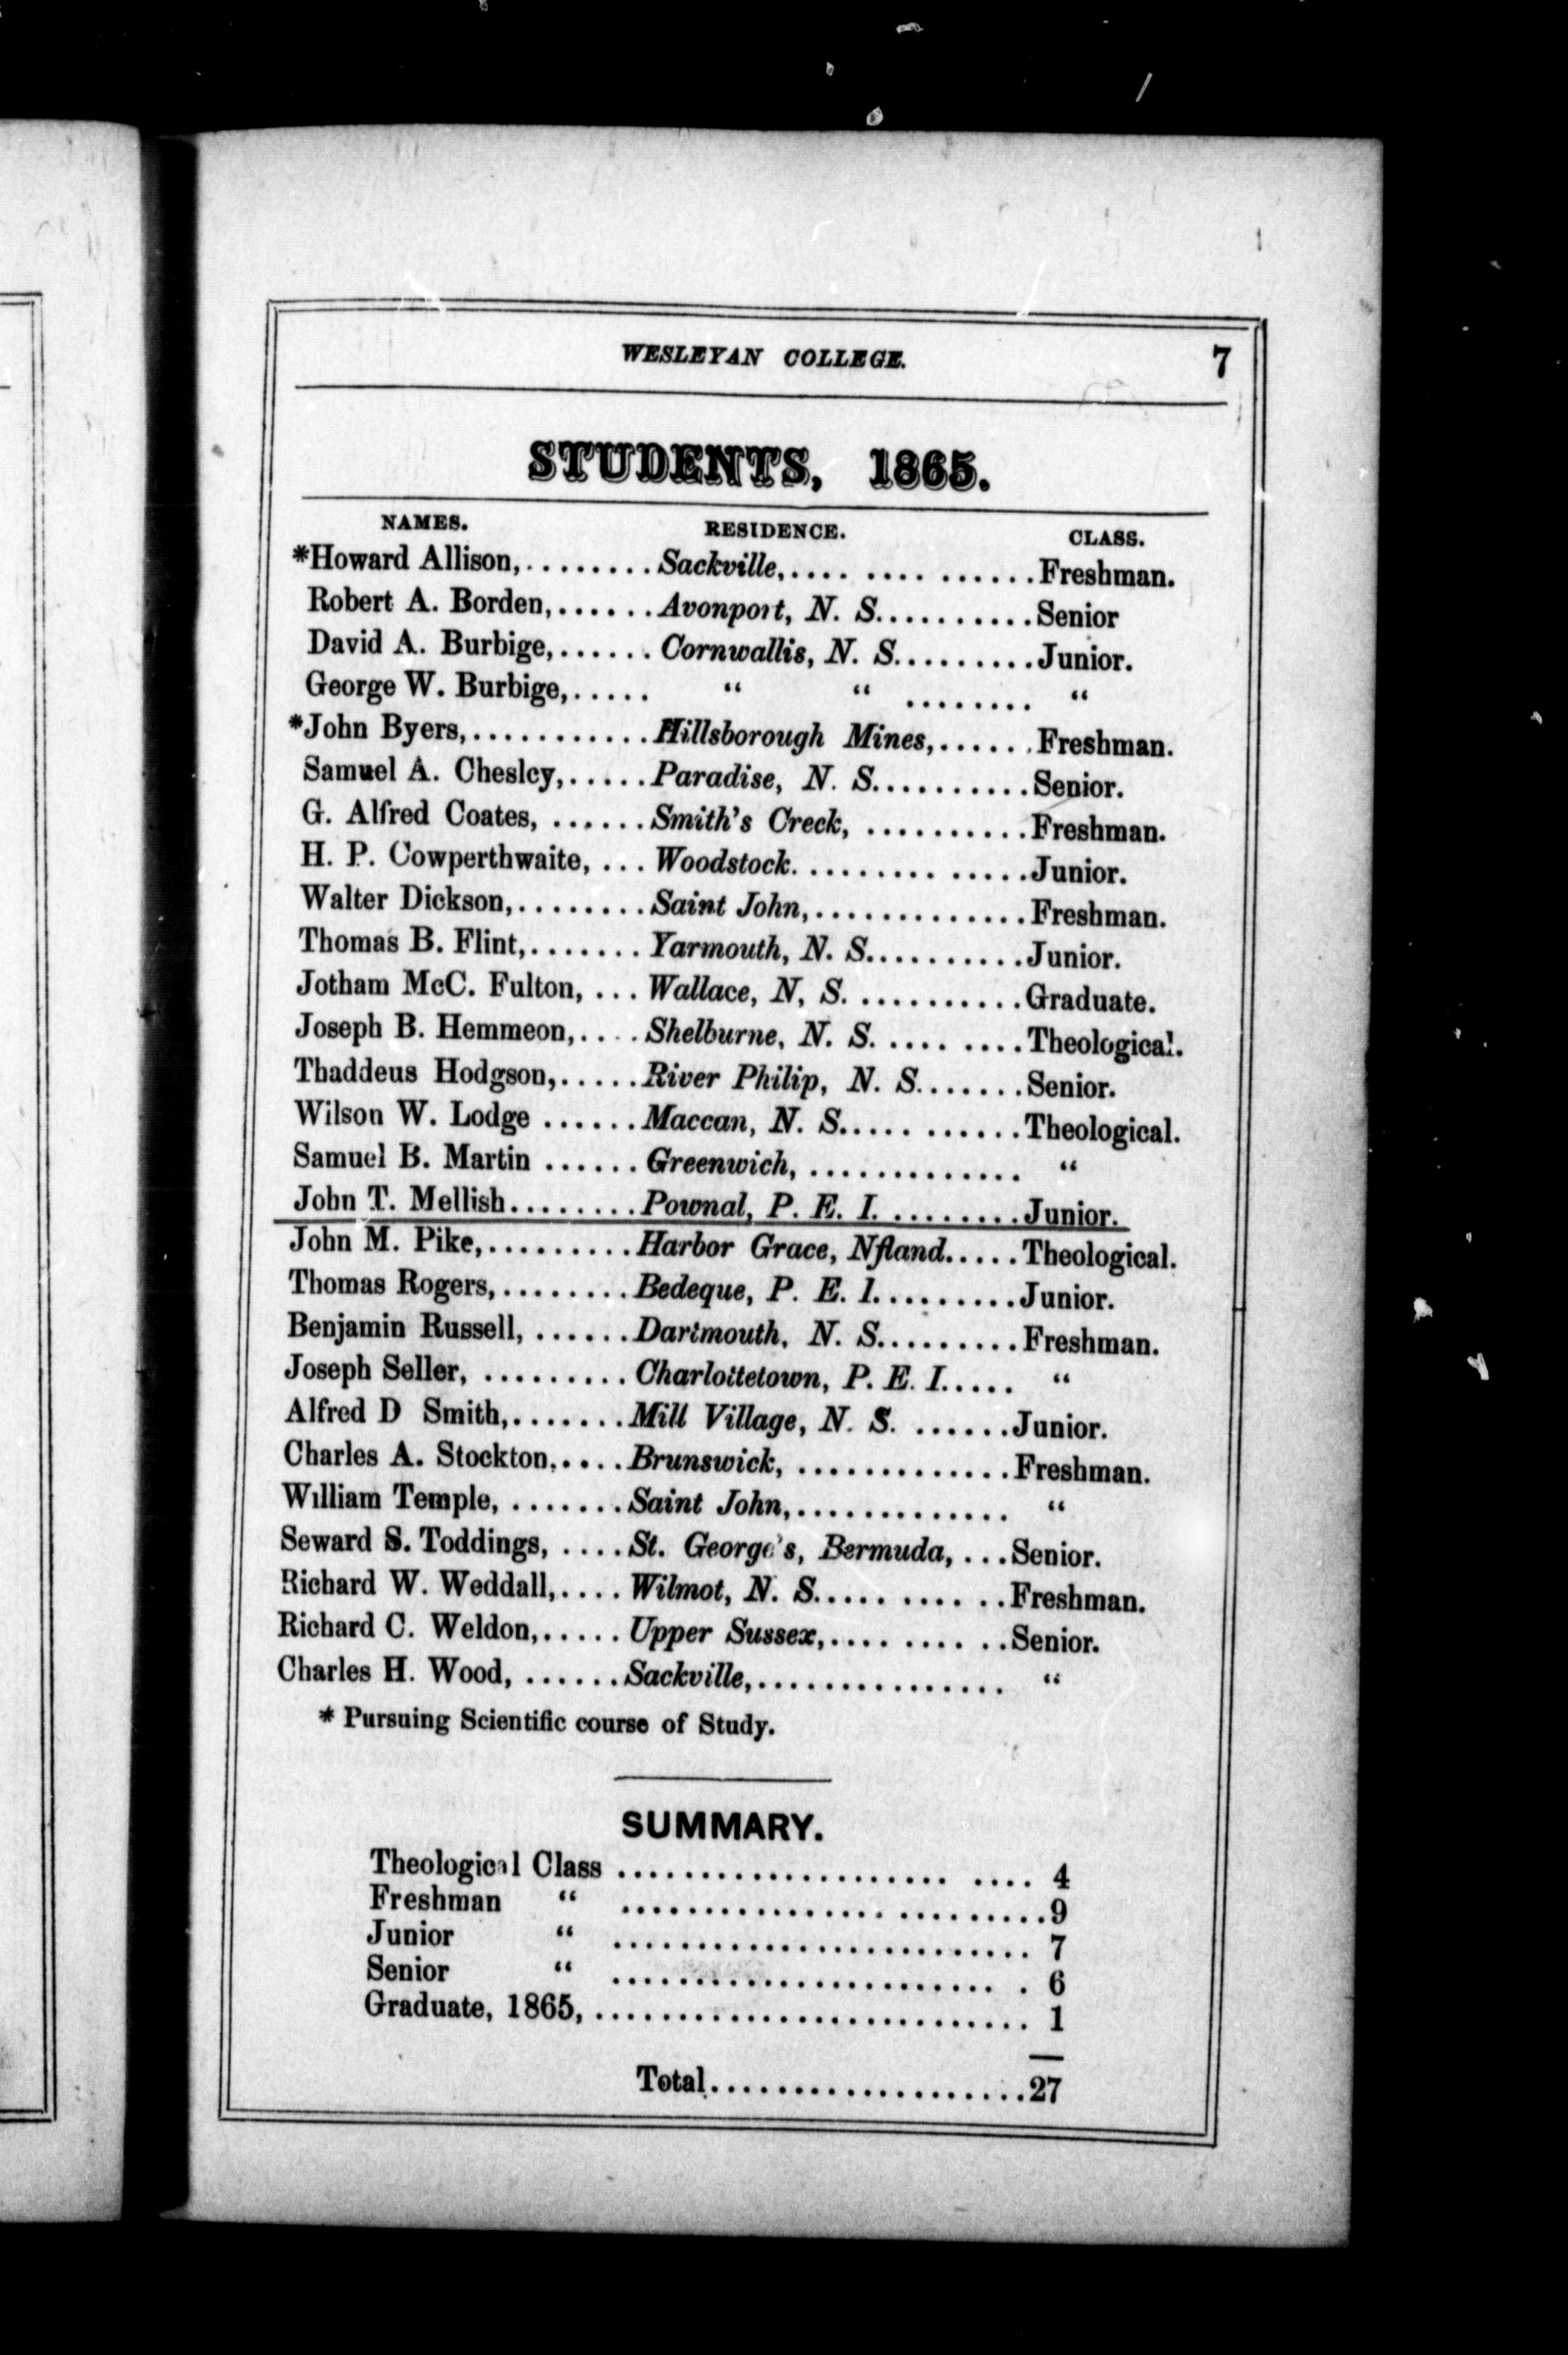 WESLEYAN COLLEGE. 7
STUDENTS, 1865.
NAMES. RESIDENCE. CLASS.
*Howard Allison,........Sackville,.... .... ......Freshman.
Robert A. Borden,......Avonport, N. S..........Senior
David A. Burbige,...... Cornwallis, N. S.........Junior.
George W. Burbige,..... " " ........ "
*John Byers,...........Hillsborough Mines,......Freshman.
Samuel A. Chesley,.....Paradise, N. S..........Senior.
G. Alfred Coates, ......Smith's Creek, ..........Freshman.
H. P. Cowperthwaite, ...Woodstock. ........ .....Junior.
Walter Dickson,........Saint John,.............Freshman.
Thomas B. Flint,.......Yarmouth, N. S..........Junior.
Jotham McC. Fulton, ...Wallace, N, S. ..........Graduate.
Joseph B. Hemmeon,....Shelburne, N. S. .... ....Theological.
Thaddeus Hodgson,.....River Philip, N. S.......Senior.
Wilson W. Lodge ......Maccan, N. S..... ......Theological.
Samuel B. Martin ......Greenwich, ............. "
John T. Mellish........Pownal, P. E. I. ........Junior.
John M. Pike,.........Harbor Grace, Nfland.....Theological.
Thomas Rogers,........Bedeque, P. E. I.........Junior.
Benjamin Russell, ......Dartmouth, N. S.........Freshman.
Joseph Seller, .........Charlottetown, P. E. I..... "
Alfred D Smith,.......Mill Village, N. S. ......Junior.
Charles A. Stockton,....Brunswick, .............Freshman.
William Temple, .......Saint John,............. "
Seward S. Toddings, ....St. George's, Bermuda, ...Senior.
Richard W. Weddall,....Wilmot, N. S..... .... ..Freshman.
Richard C. Weldon,.....Upper Sussex,.... .... ..Senior.
Charles H. Wood, ......Sackville,............... "
* Pursuing Scientific course of Study.
SUMMARY.
Theological Class .................... .... 4
Freshman " ................ .........9
Junior " ......................... 7
Senior " ....................... . 6
Graduate, 1865, .......................... 1
Total...................27